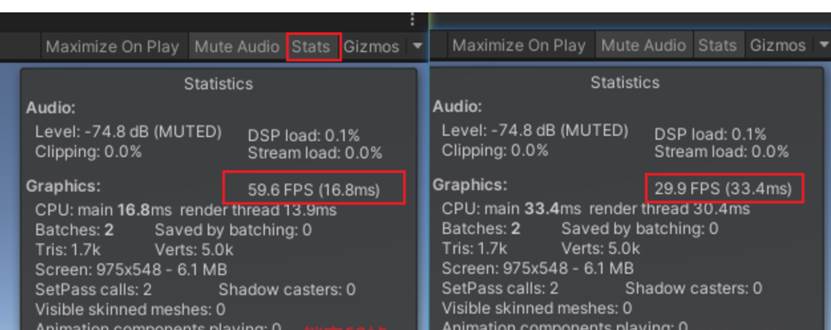 Maximize On Play Mute Audio Stats Gizmos
Statistics
Audio:
Level: -74.8 dB (MUTED) DSP load: 0.1%
Clipping: 0.0% Stream load: 0.0%
Graphics: 59.6 FPS (16.8ms)
CPU: main 16.8ms render thread 13.9ms
Batches: 2 Saved by batching: 0
Tris: 1.7k Verts: 5.0k
Screen: 975x548 - 6.1 MB
SetPass calls: 2 Shadow casters: 0
Visible skinned meshes: 0
Animation components playing: 0
Maximize On Play Mute Audio Stats Gizmos
Statistics
Audio:
Level: -74.8 dB (MUTED) DSP load: 0.1%
Clipping: 0.0% Stream load: 0.0%
Graphics: 29.9 FPS (33.4ms)
CPU: main 33.4ms render thread 30.4ms
Batches: 2 Saved by batching: 0
Tris: 1.7k Verts: 5.0k
Screen: 975x548 - 6.1 MB
SetPass calls: 2 Shadow casters: 0
Visible skinned meshes: 0
Animation components playing: 0